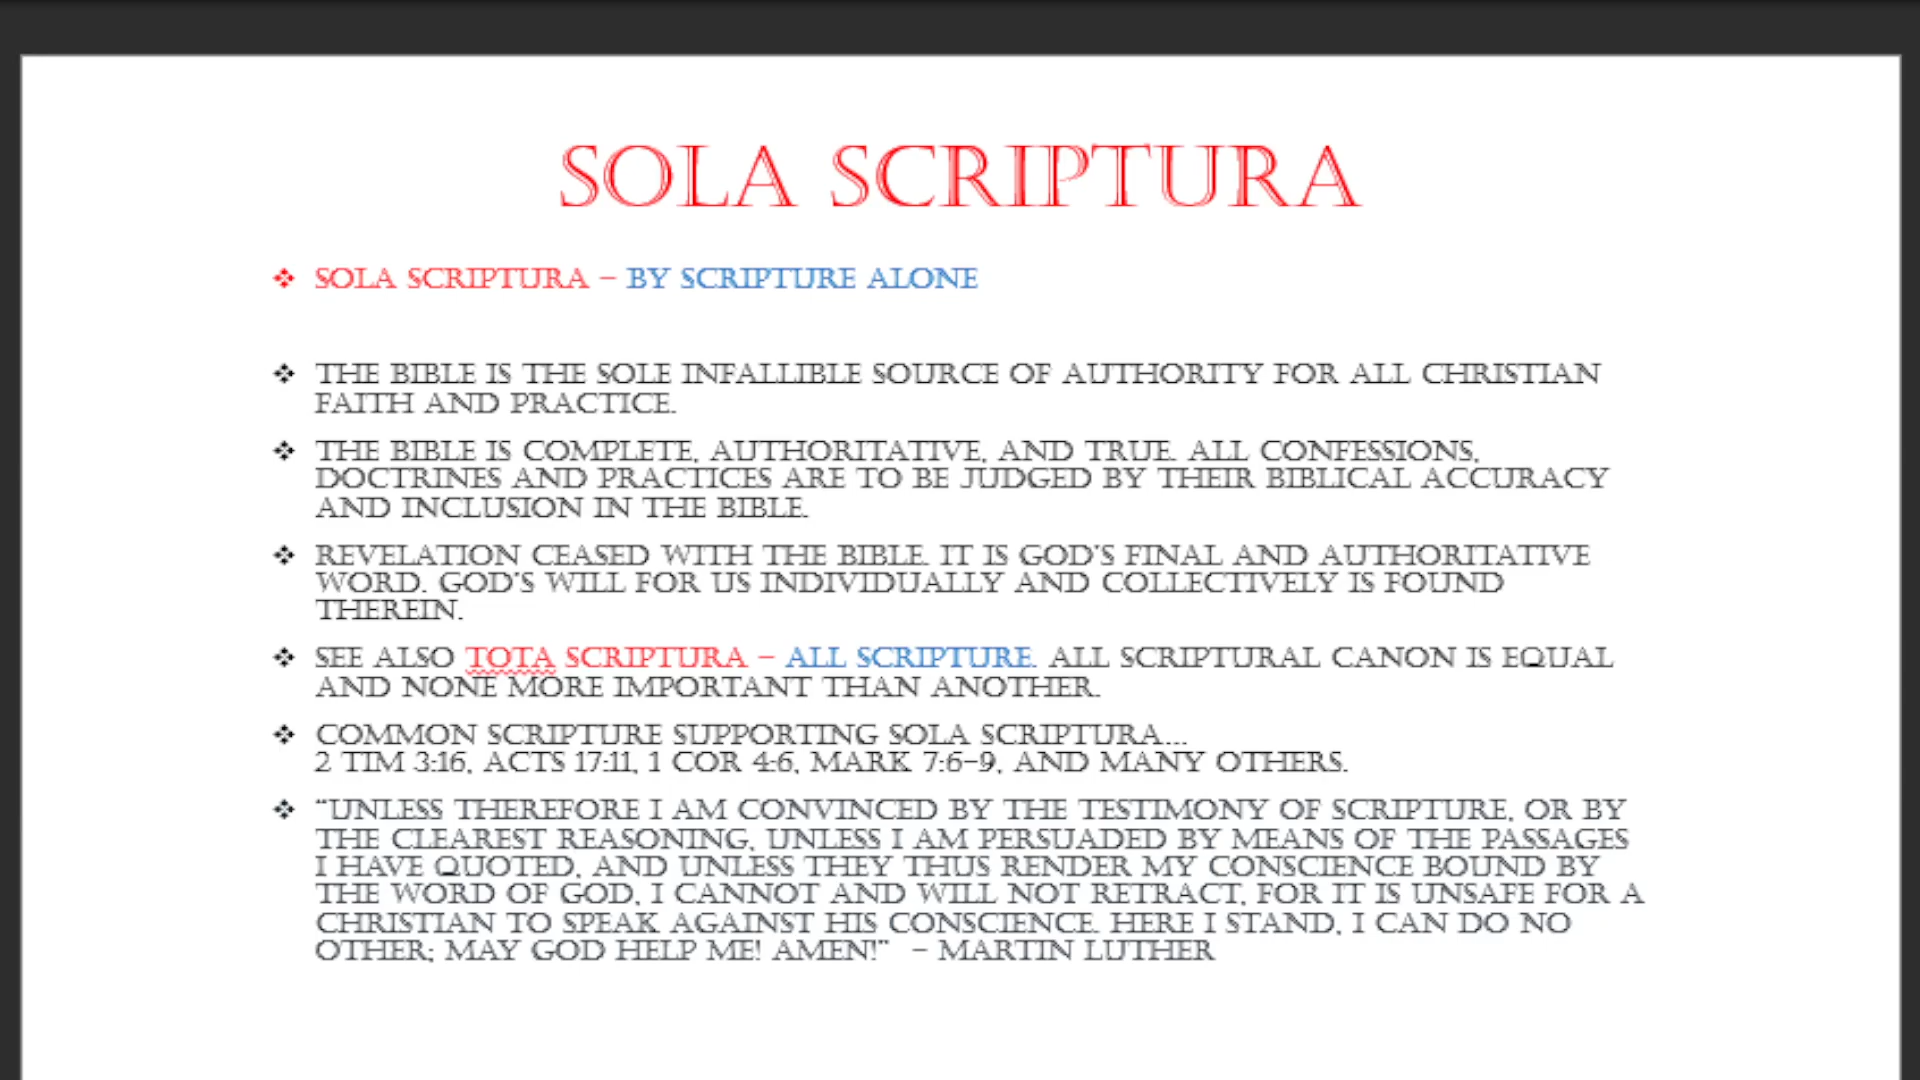 SOLA SCRIPTURA
❖ SOLA SCRIPTURA – BY SCRIPTURE ALONE
❖ THE BIBLE IS THE SOLE INFALLIBLE SOURCE OF AUTHORITY FOR ALL CHRISTIAN
FAITH AND PRACTICE.
❖ THE BIBLE IS COMPLETE, AUTHORITATIVE, AND TRUE. ALL CONFESSIONS,
DOCTRINES AND PRACTICES ARE TO BE JUDGED BY THEIR BIBLICAL ACCURACY
AND INCLUSION IN THE BIBLE.
❖ REVELATION CEASED WITH THE BIBLE. IT IS GOD'S FINAL AND AUTHORITATIVE
WORD. GOD'S WILL FOR US INDIVIDUALLY AND COLLECTIVELY IS FOUND
THEREIN.
❖ SEE ALSO TOTA SCRIPTURA – ALL SCRIPTURE. ALL SCRIPTURAL CANON IS EQUAL
AND NONE MORE IMPORTANT THAN ANOTHER.
❖ COMMON SCRIPTURE SUPPORTING SOLA SCRIPTURA...
2 TIM 3:16, ACTS 17:11, 1 COR 4:6, MARK 7:6-9, AND MANY OTHERS.
❖ "UNLESS THEREFORE I AM CONVINCED BY THE TESTIMONY OF SCRIPTURE, OR BY
THE CLEAREST REASONING, UNLESS I AM PERSUADED BY MEANS OF THE PASSAGES
I HAVE QUOTED, AND UNLESS THEY THUS RENDER MY CONSCIENCE BOUND BY
THE WORD OF GOD, I CANNOT AND WILL NOT RETRACT, FOR IT IS UNSAFE FOR A
CHRISTIAN TO SPEAK AGAINST HIS CONSCIENCE. HERE I STAND, I CAN DO NO
OTHER; MAY GOD HELP ME! AMEN!" – MARTIN LUTHER